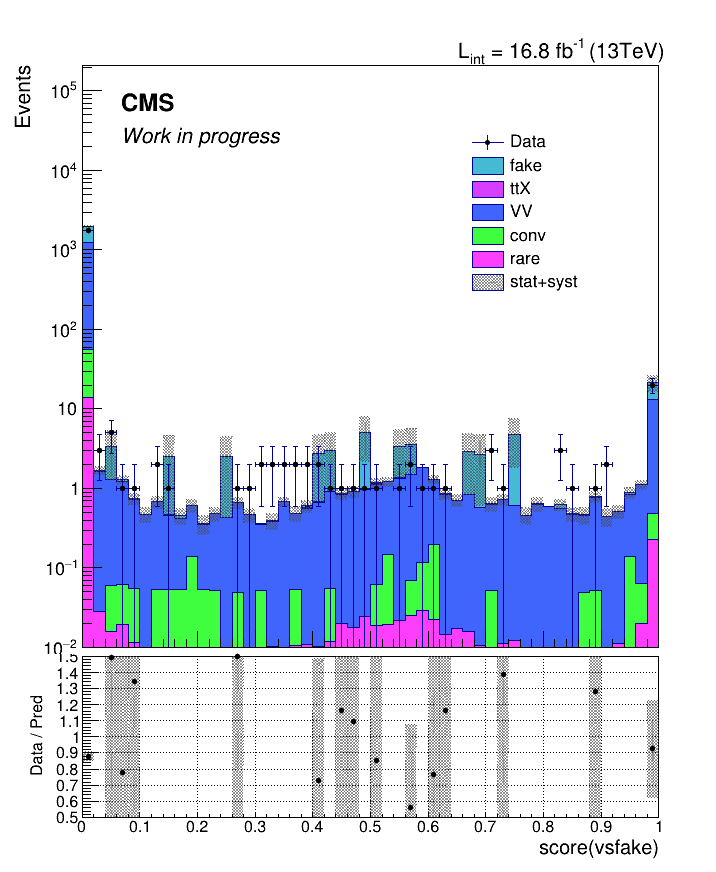 L_int = 16.8 fb^-1 (13TeV)
Events
CMS
Work in progress
Data
fake
ttX
VV
conv
rare
stat+syst
10^5
10^4
10^3
10^2
10
1
10^-1
10^-2
Data / Pred
1.5
1.4
1.3
1.2
1.1
1
0.9
0.8
0.7
0.6
0.5
0 0.1 0.2 0.3 0.4 0.5 0.6 0.7 0.8 0.9 1
score(vsfake)